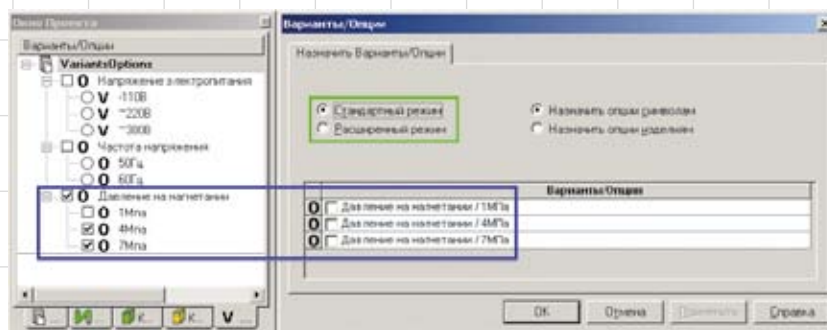 Окно Проекта
Варианты/Опции
VariantsOptions
O Напряжение электропитания
V -110В
V ~220В
V ~380В
O Частота напряжения
O 50Гц
O 60Гц
O Давление на нагнетании
O 1Мпа
O 4Мпа
O 7Мпа
К...
К...
V ...
Варианты/Опции
Назначить Варианты/Опции
Стандартный режим
Расширенный режим
Назначить опции символам
Назначить опции изделиям
Варианты/Опции
O Давление на нагнетании / 1МПа
O Давление на нагнетании / 4МПа
O Давление на нагнетании / 7МПа
OK
Отмена
Применить
Справка